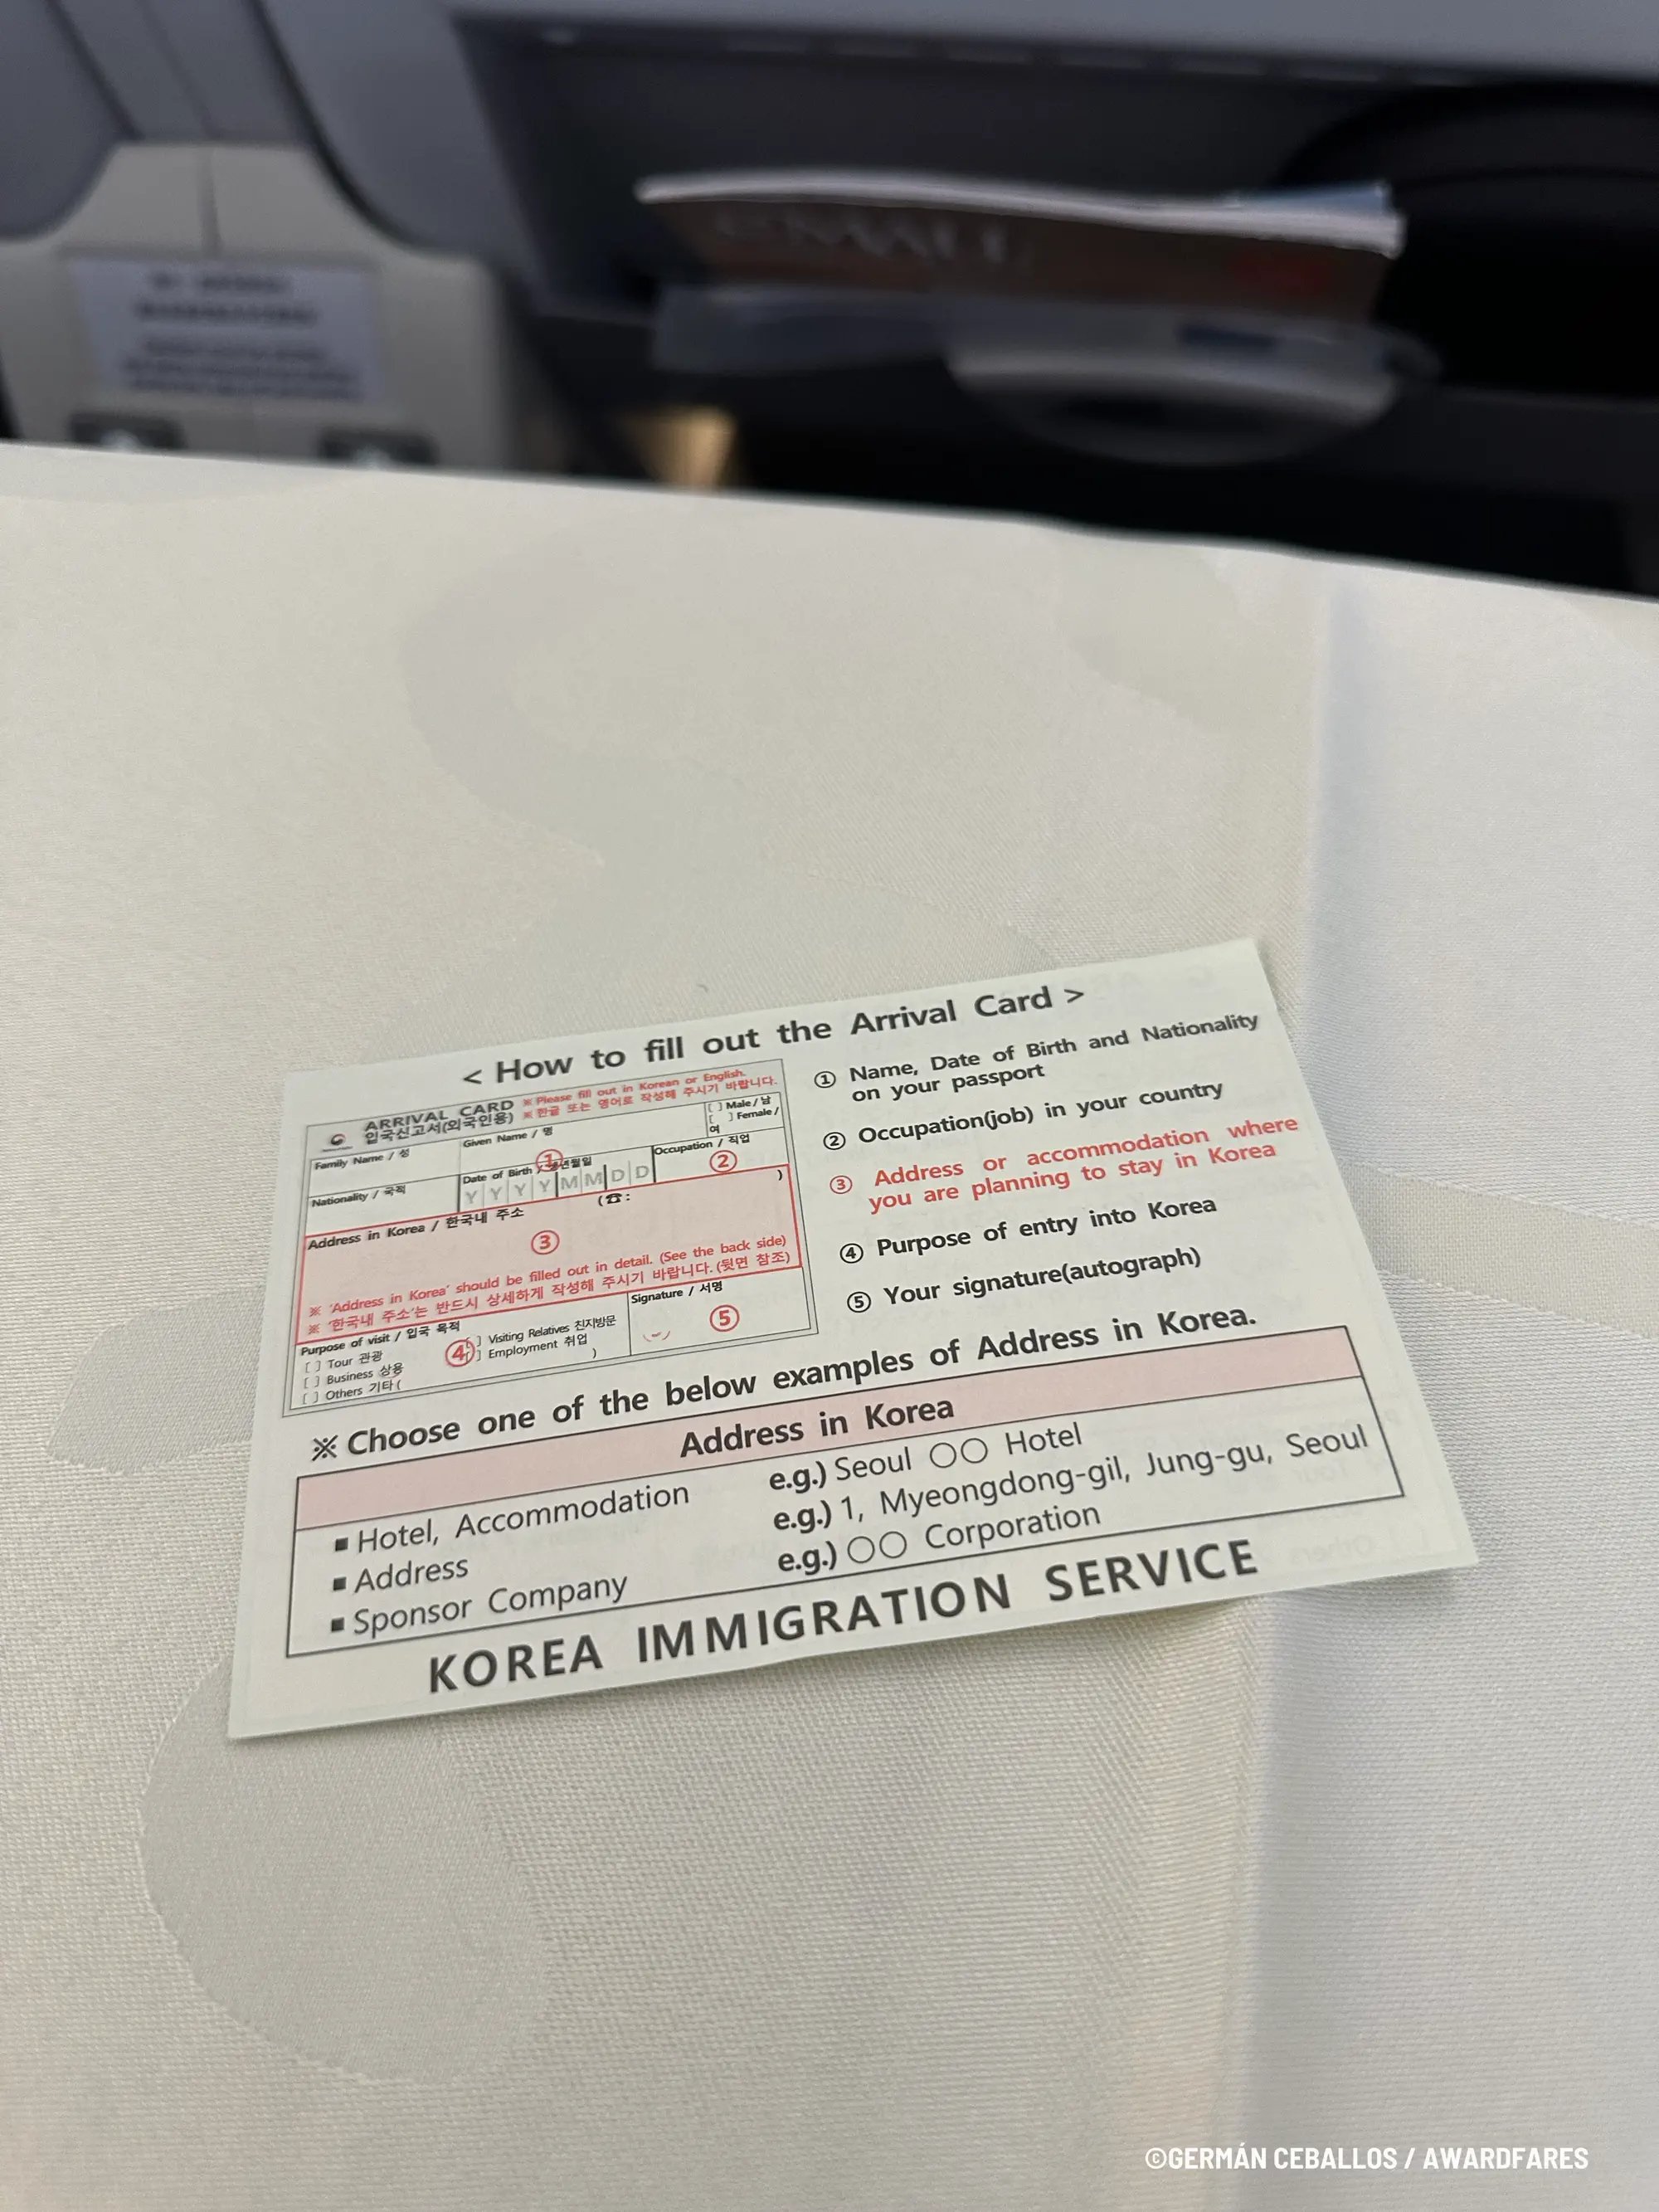 < How to fill out the Arrival Card >
ARRIVAL CARD ※ Please fill out in Korean or English.
입국신고서(외국인용) ※ 한글 또는 영어로 작성해 주시기 바랍니다.
Family Name / 성
Given Name / 명
[ ] Male / 남
[ ] Female / 여
Nationality / 국적
Date of Birth / 생년월일
Y Y Y Y M M D D
①
Occupation / 직업
②
Address in Korea / 한국내 주소 (☎: )
③
※ 'Address in Korea' should be filled out in detail. (See the back side)
※ '한국내 주소'는 반드시 상세하게 작성해 주시기 바랍니다. (뒷면 참조)
Purpose of visit / 입국 목적
[ ] Tour 관광
[ ] Business 상용
[ ] Others 기타 ( )
④
[ ] Visiting Relatives 친지방문
[ ] Employment 취업
Signature / 서명
⑤
① Name, Date of Birth and Nationality
on your passport
② Occupation(job) in your country
③ Address or accommodation where
you are planning to stay in Korea
④ Purpose of entry into Korea
⑤ Your signature(autograph)
※ Choose one of the below examples of Address in Korea.
Address in Korea
▪ Hotel, Accommodation e.g.) Seoul ○○ Hotel
▪ Address e.g.) 1, Myeongdong-gil, Jung-gu, Seoul
▪ Sponsor Company e.g.) ○○ Corporation
KOREA IMMIGRATION SERVICE
©GERMÁN CEBALLOS / AWARDFARES